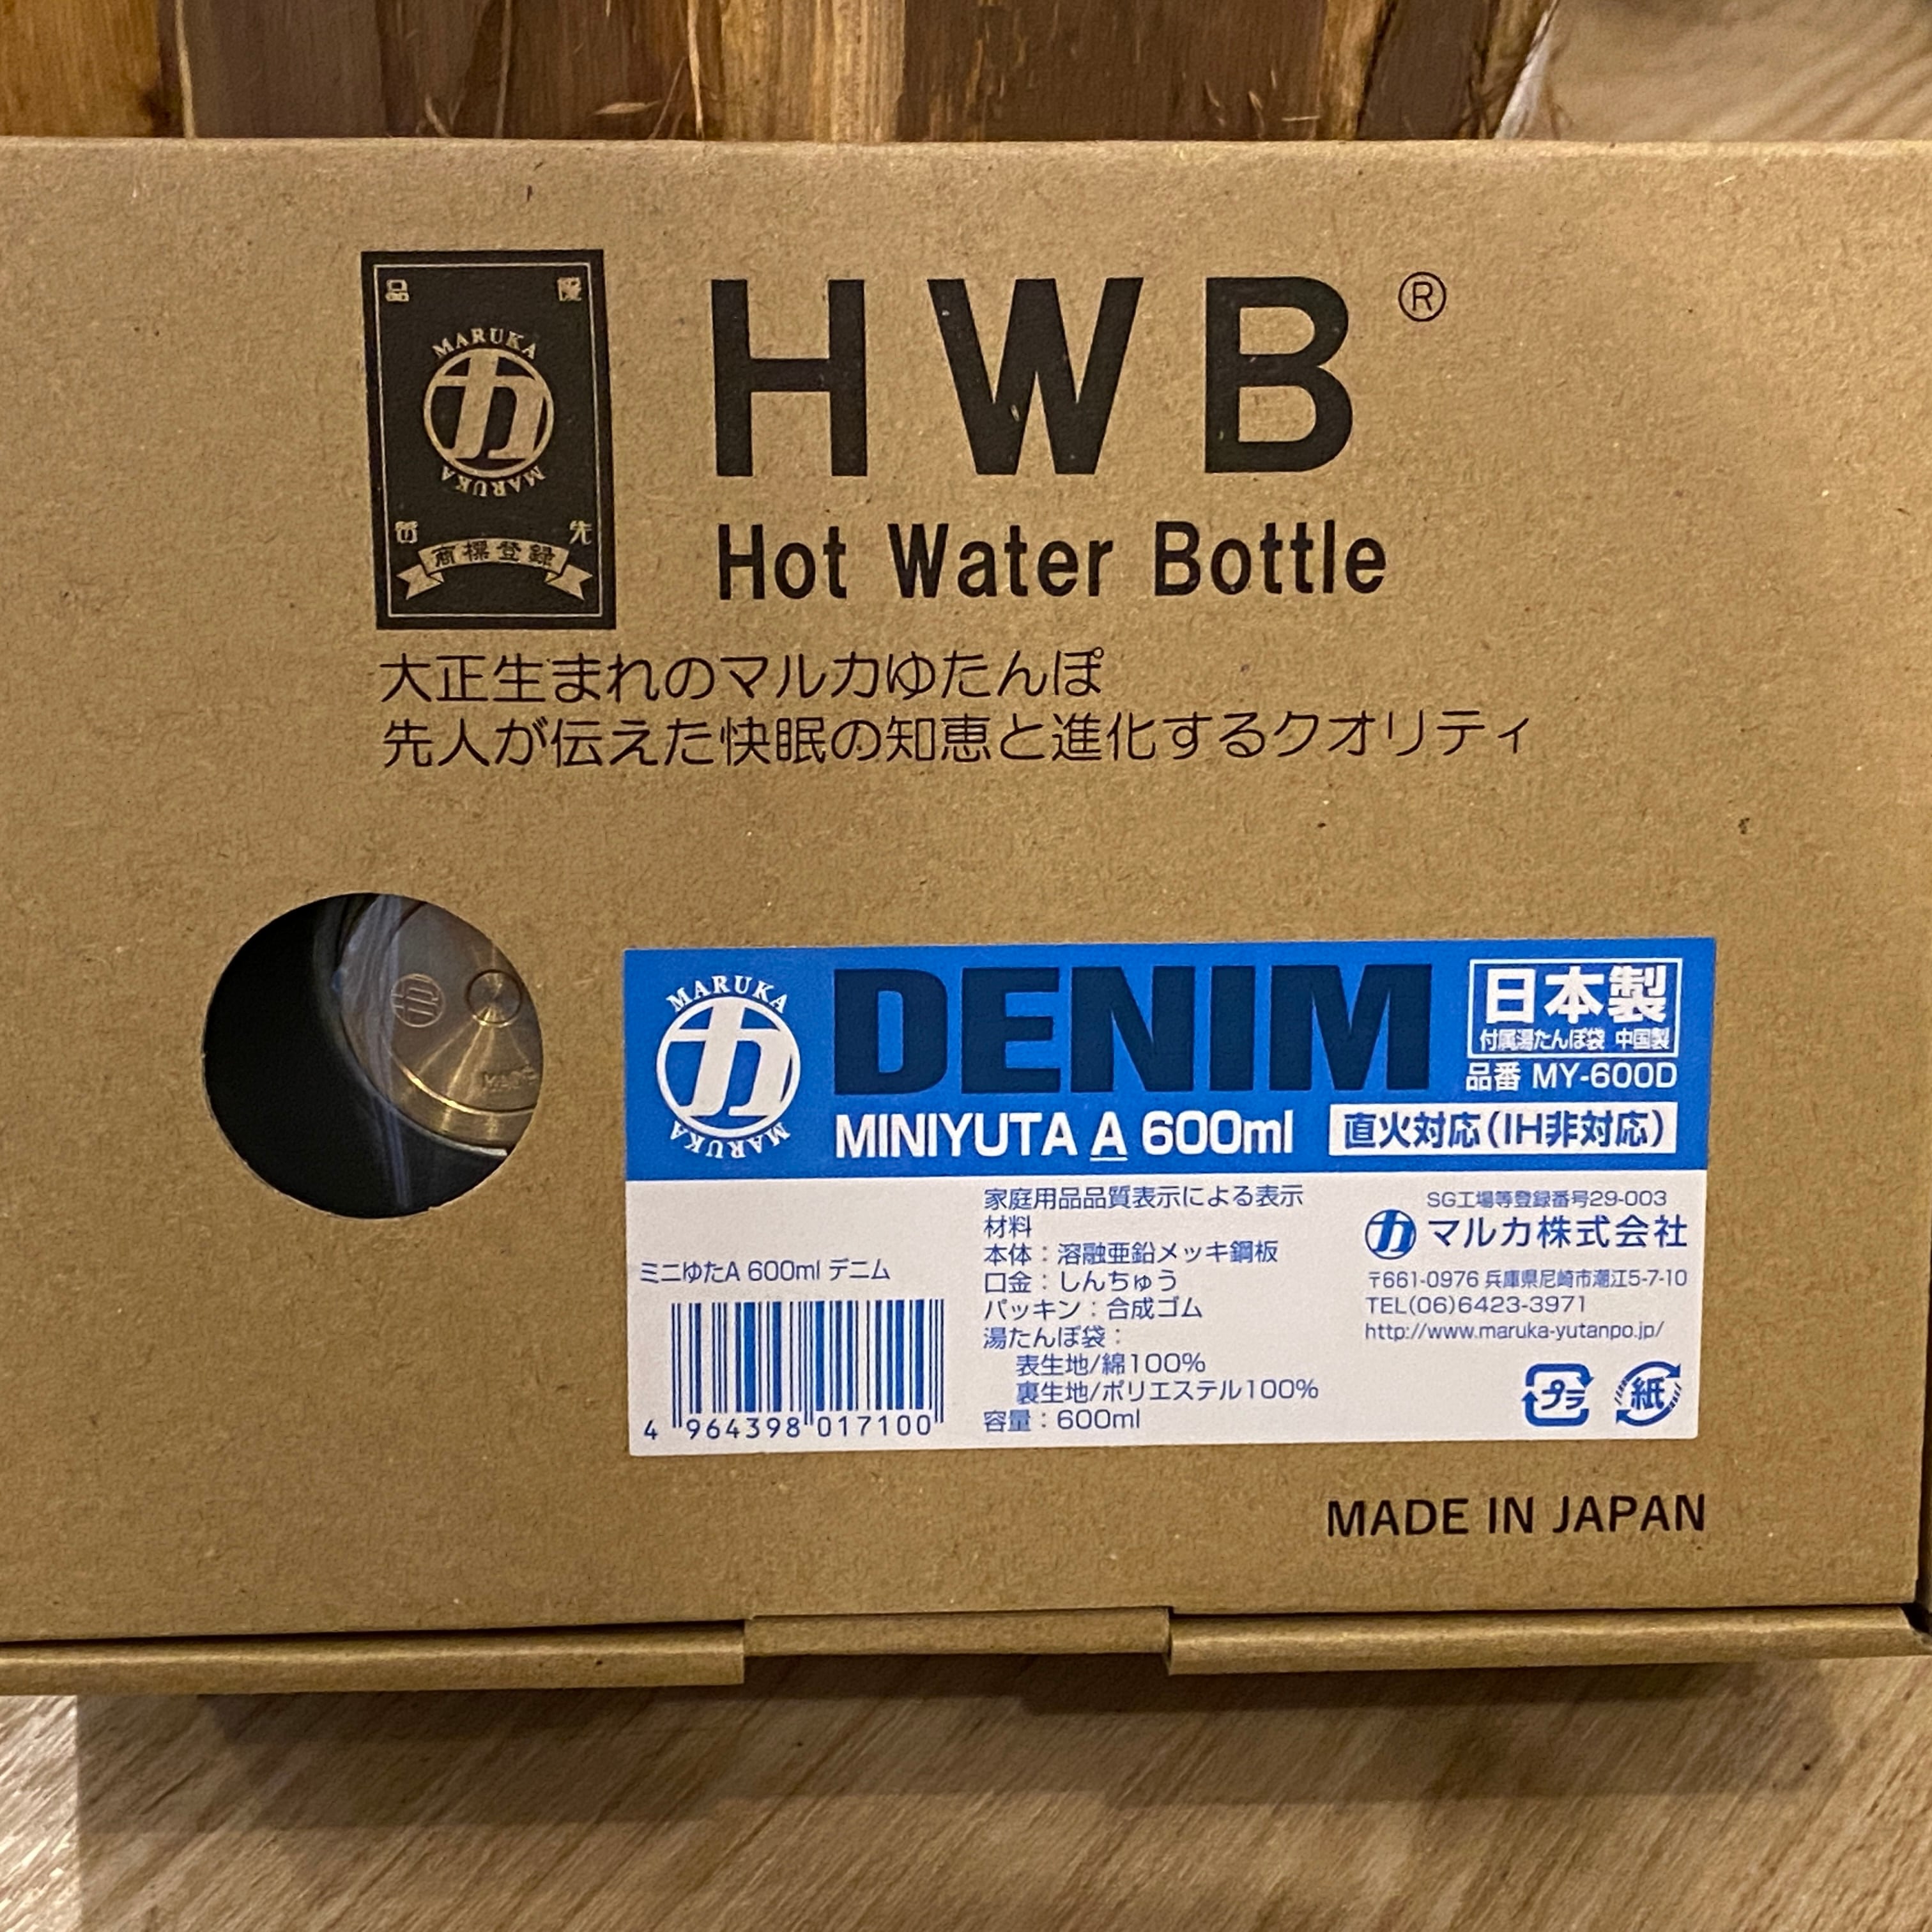 品 優
MARUKA
カ
MARUKA
質 先
商標登録
HWB®
Hot Water Bottle
大正生まれのマルカゆたんぽ
先人が伝えた快眠の知恵と進化するクオリティ
MARUKA
カ
MARUKA
DENIM
MINIYUTA A 600ml
日本製
付属湯たんぽ袋 中国製
品番 MY-600D
直火対応(IH非対応)
ミニゆたA 600ml デニム
4 964398 017100
家庭用品品質表示による表示
材料
本体:溶融亜鉛メッキ鋼板
口金:しんちゅう
パッキン:合成ゴム
湯たんぽ袋:
表生地/綿100%
裏生地/ポリエステル100%
容量:600ml
SG工場等登録番号29-003
カ マルカ株式会社
〒661-0976 兵庫県尼崎市潮江5-7-10
TEL(06)6423-3971
http://www.maruka-yutanpo.jp/
プラ 紙
MADE IN JAPAN